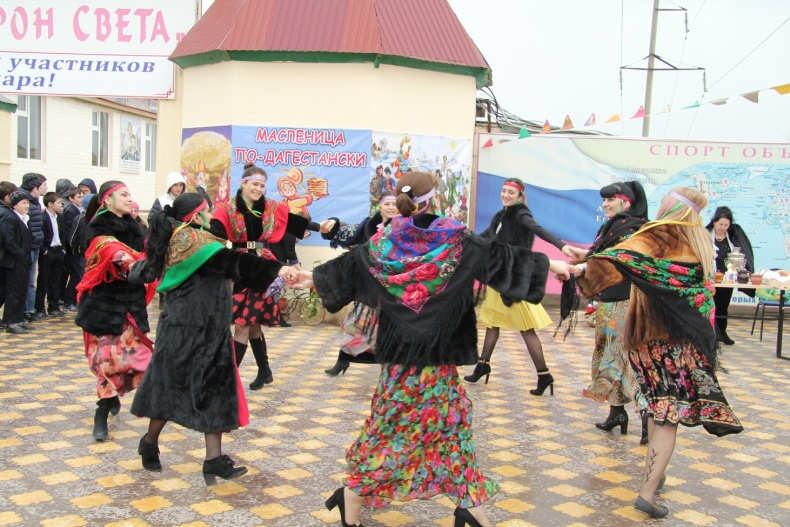 РОН СВЕТА„
участников
ара!
МАСЛЕНИЦА
ПО-ДАГЕСТАНСКИ
СПОРТ ОБЪ